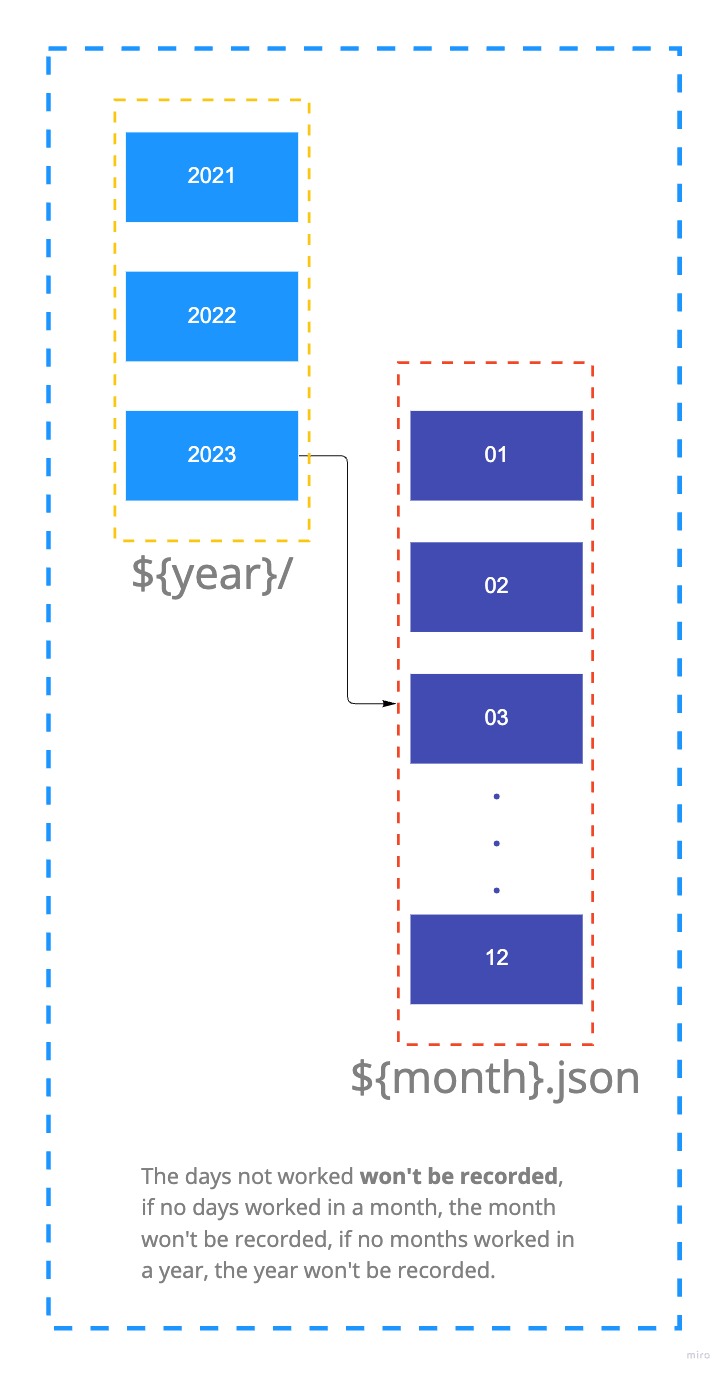 2021
2022
2023
${year}/
01
02
03
12
${month}.json
The days not worked won't be recorded,
if no days worked in a month, the month
won't be recorded, if no months worked in
a year, the year won't be recorded.
miro